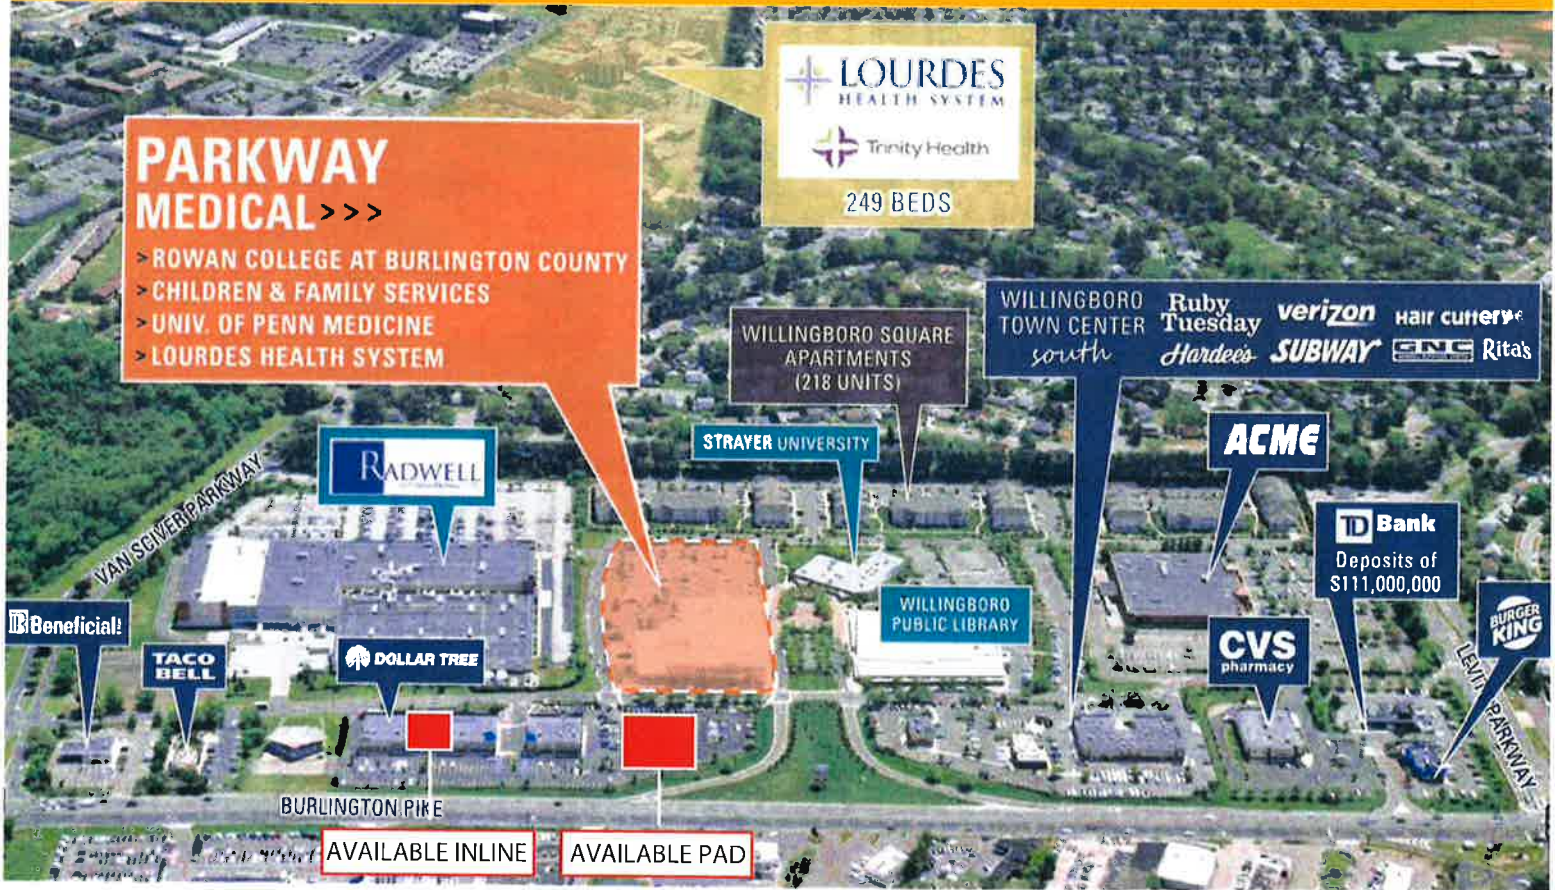 LOURDES
HEALTH SYSTEM
Trinity Health
249 BEDS
PARKWAY
MEDICAL >>>
> ROWAN COLLEGE AT BURLINGTON COUNTY
> CHILDREN & FAMILY SERVICES
> UNIV. OF PENN MEDICINE
> LOURDES HEALTH SYSTEM
WILLINGBORO SQUARE
APARTMENTS
(218 UNITS)
WILLINGBORO
TOWN CENTER
south
Ruby
Tuesday
verizon
Hair cuttery
Hardee's
SUBWAY
GNC
Rita's
RADWELL
STRAYER UNIVERSITY
ACME
VAN SCIVER PARKWAY
TD Bank
Deposits of
$111,000,000
WILLINGBORO
PUBLIC LIBRARY
BURGER
KING
Beneficial
TACO
BELL
DOLLAR TREE
CVS
pharmacy
LEVITT PARKWAY
BURLINGTON PIKE
AVAILABLE INLINE
AVAILABLE PAD